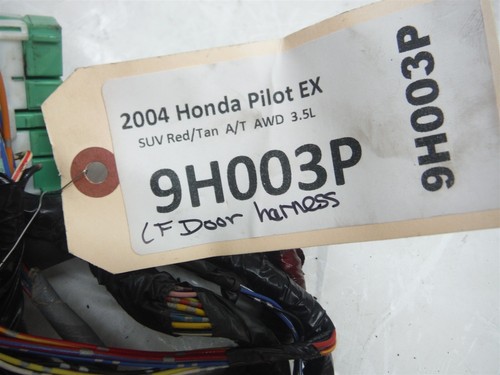 2004 Honda Pilot EX
SUV Red/Tan A/T AWD 3.5L
9H003P
LF Door harness
9H003P